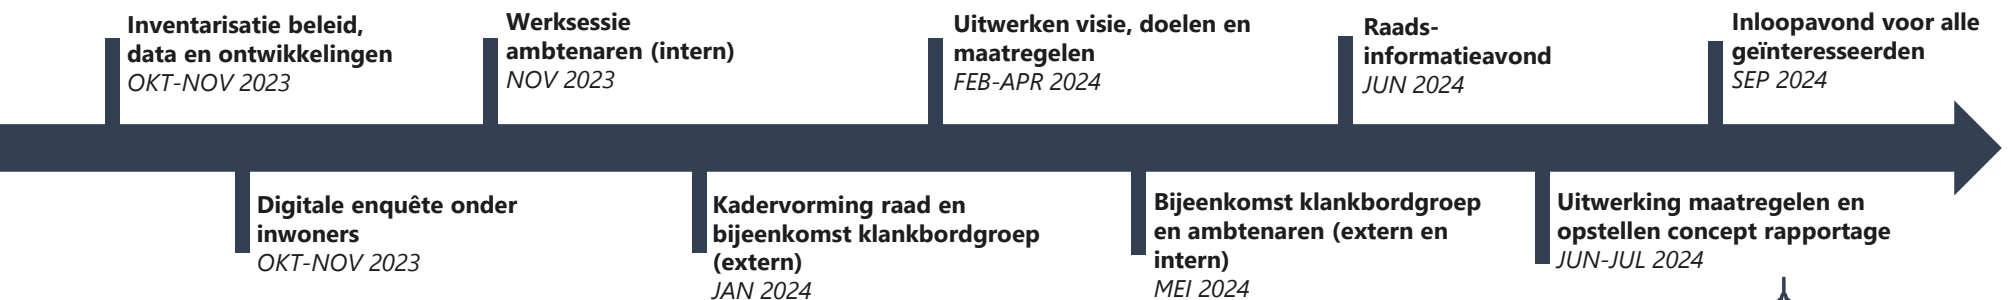 Inventarisatie beleid,
data en ontwikkelingen
OKT-NOV 2023
Werksessie
ambtenaren (intern)
NOV 2023
Uitwerken visie, doelen en
maatregelen
FEB-APR 2024
Raads-
informatieavond
JUN 2024
Inloopavond voor alle
geïnteresseerden
SEP 2024
Digitale enquête onder
inwoners
OKT-NOV 2023
Kadervorming raad en
bijeenkomst klankbordgroep
(extern)
JAN 2024
Bijeenkomst klankbordgroep
en ambtenaren (extern en
intern)
MEI 2024
Uitwerking maatregelen en
opstellen concept rapportage
JUN-JUL 2024